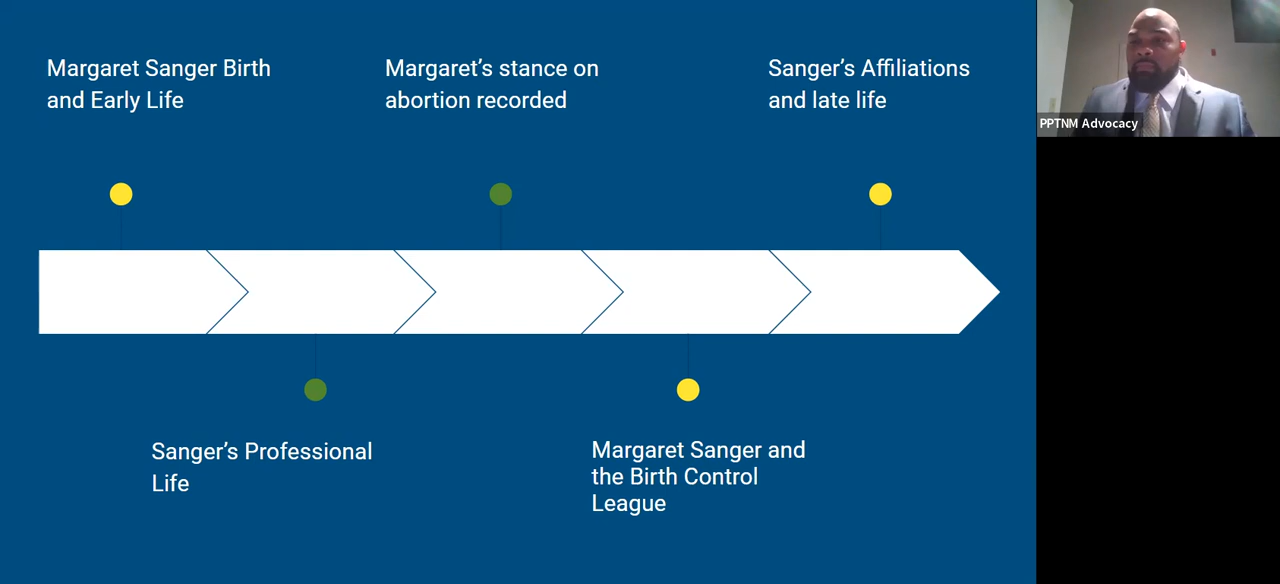 Margaret Sanger Birth
and Early Life
Margaret’s stance on
abortion recorded
Sanger’s Affiliations
and late life
PPTNM Advocacy
Sanger’s Professional
Life
Margaret Sanger and
the Birth Control
League